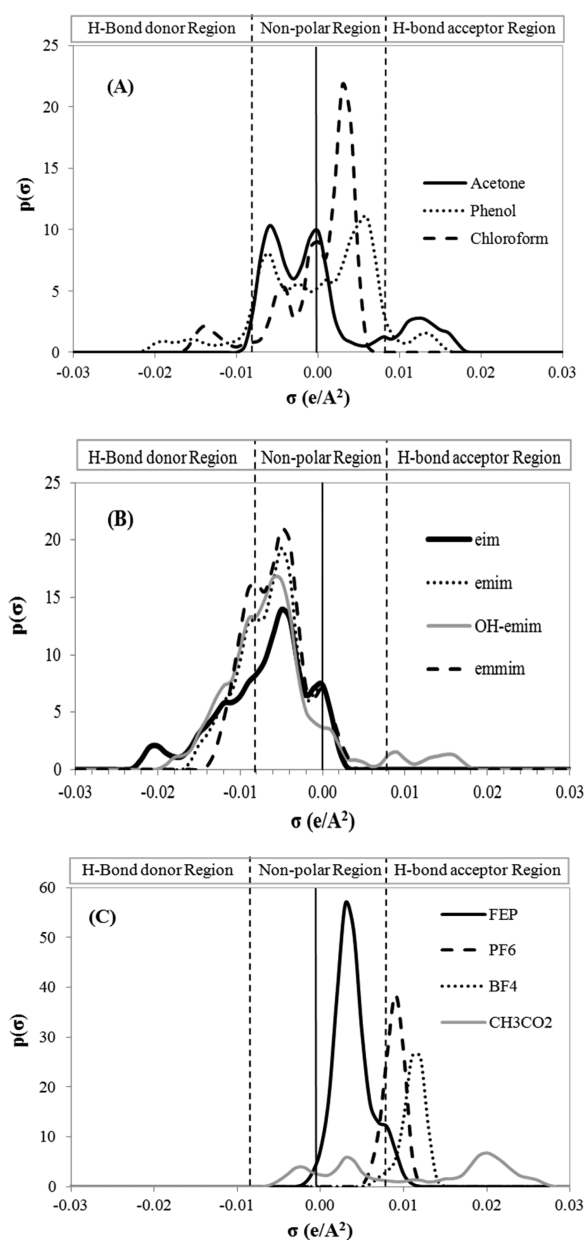 H-Bond donor Region Non-polar Region H-bond acceptor Region
(A)
25
20
15
10
5
0
p(σ)
Acetone
Phenol
Chloroform
-0.03 -0.02 -0.01 0.00 0.01 0.02 0.03
σ (e/A²)
H-Bond donor Region Non-polar Region H-bond acceptor Region
(B)
25
20
15
10
5
0
p(σ)
eim
emim
OH-emim
emmim
-0.03 -0.02 -0.01 0.00 0.01 0.02 0.03
σ (e/A²)
H-Bond donor Region Non-polar Region H-bond acceptor Region
(C)
60
50
40
30
20
10
0
p(σ)
FEP
PF6
BF4
CH3CO2
-0.03 -0.02 -0.01 0.00 0.01 0.02 0.03
σ (e/A²)